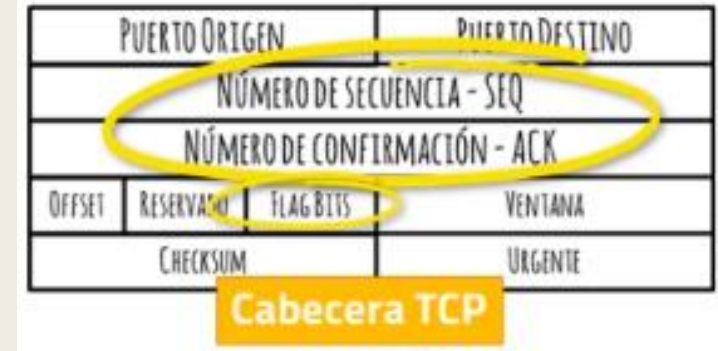 PUERTO ORIGEN PUERTO DESTINO
NÚMERO DE SECUENCIA - SEQ
NÚMERO DE CONFIRMACIÓN - ACK
OFFSET RESERVADO FLAG BITS VENTANA
CHECKSUM URGENTE
Cabecera TCP